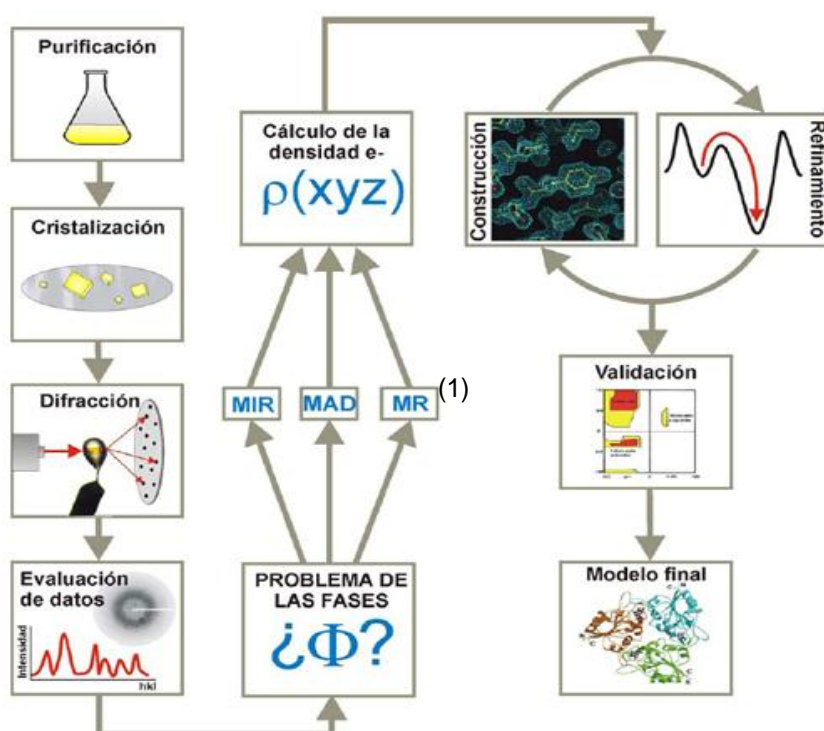 Purificación
Cristalización
Difracción
Evaluación
de datos
Intensidad
hkl
Cálculo de la
densidad e-
ρ(xyz)
MIR
MAD
MR
(1)
PROBLEMA DE
LAS FASES
¿Φ?
Construcción
Refinamiento
Validación
Modelo final